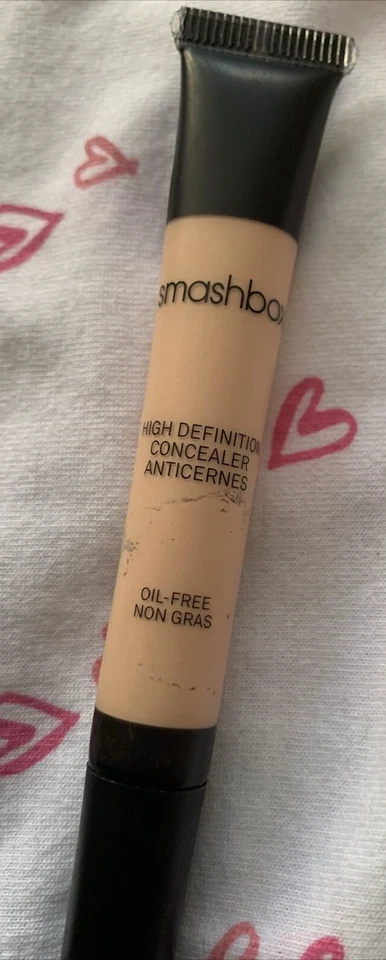 smashbox
HIGH DEFINITION
CONCEALER
ANTICERNES
OIL-FREE
NON GRAS